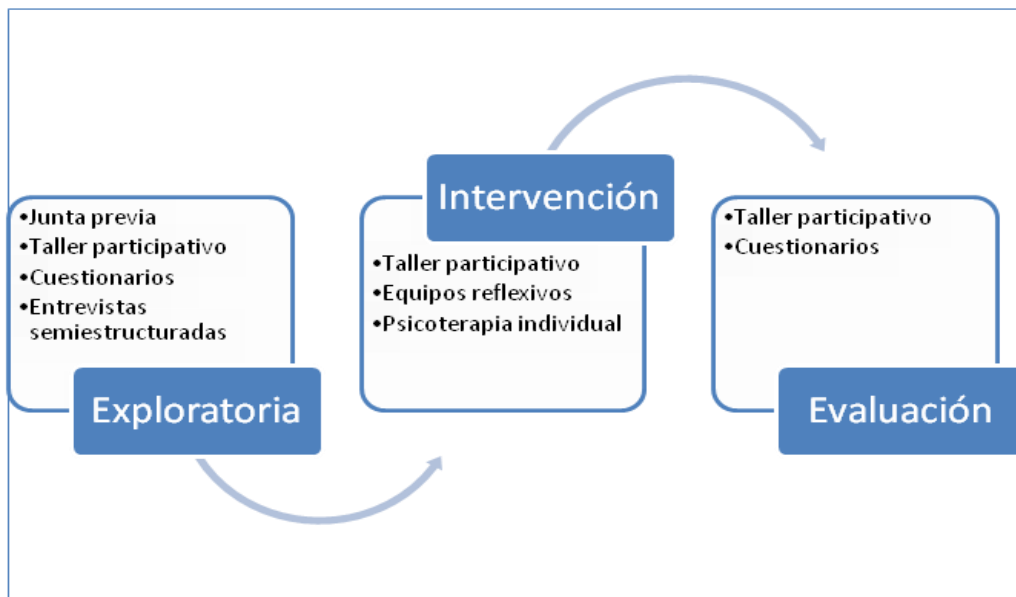 •Junta previa
•Taller participativo
•Cuestionarios
•Entrevistas
semiestructuradas
Exploratoria
Intervención
•Taller participativo
•Equipos reflexivos
•Psicoterapia individual
•Taller participativo
•Cuestionarios
Evaluación